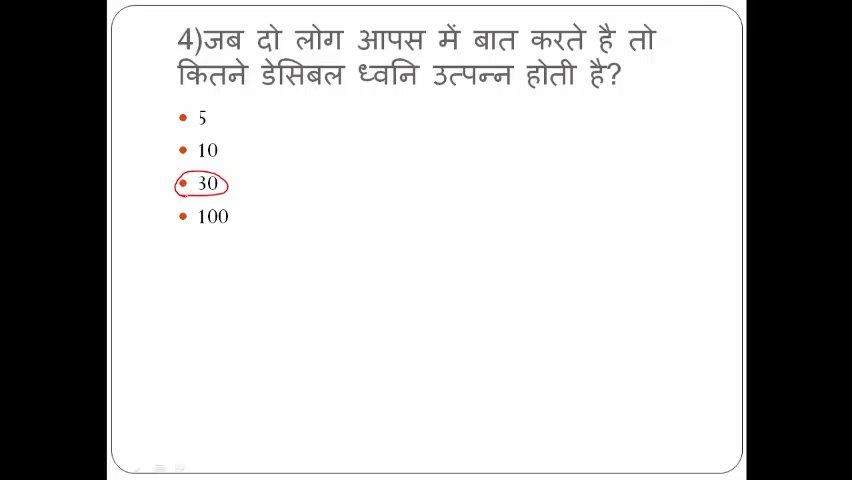 4)जब दो लोग आपस में बात करते है तो
कितने डेसिबल ध्वनि उत्पन्न होती है?
5
10
30
100